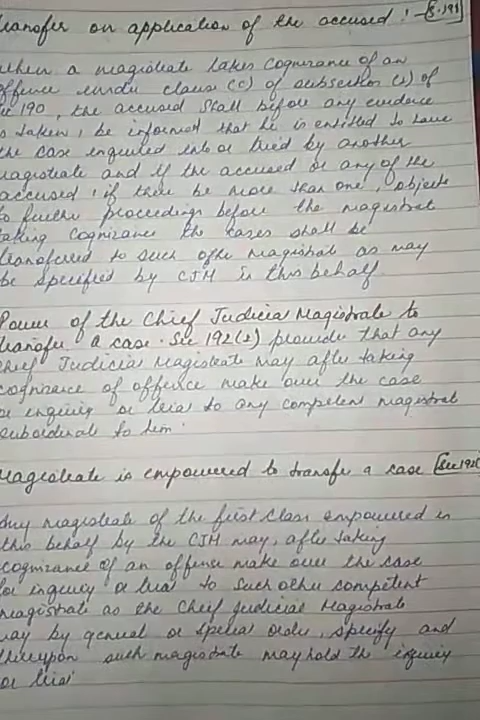 transfer on application of the accused :- [S.191]
when a magistrate takes cognizance of an
offence under clause (c) of subsection (1) of
sec 190, the accused shall before any evidence
is taken, be informed that he is entitled to have
the case enquired into or tried by another
magistrate and if the accused or any of the
accused, if there be more than one, objects
to further proceedings before the magistrate
taking cognizance the cases shall be
transferred to such other magistrate as may
be specified by CJM in this behalf.
Power of the Chief Judicial Magistrate to
transfer a case. Sec 192(1) provide that any
chief Judicial Magistrate may after taking
cognizance of offence make over the case
or enquiry or trial to any competent magistrate
subordinate to him.
Magistrate is empowered to transfer a case [Sec 192
Any magistrate of the first class empowered in
this behalf by the CJM may, after taking
cognizance of an offense make over the case
for inquiry or trial to such other competent
magistrate as the Chief Judicial Magistrate
may by general or special order, specify and
thereupon such magistrate may hold the inquiry
or trial